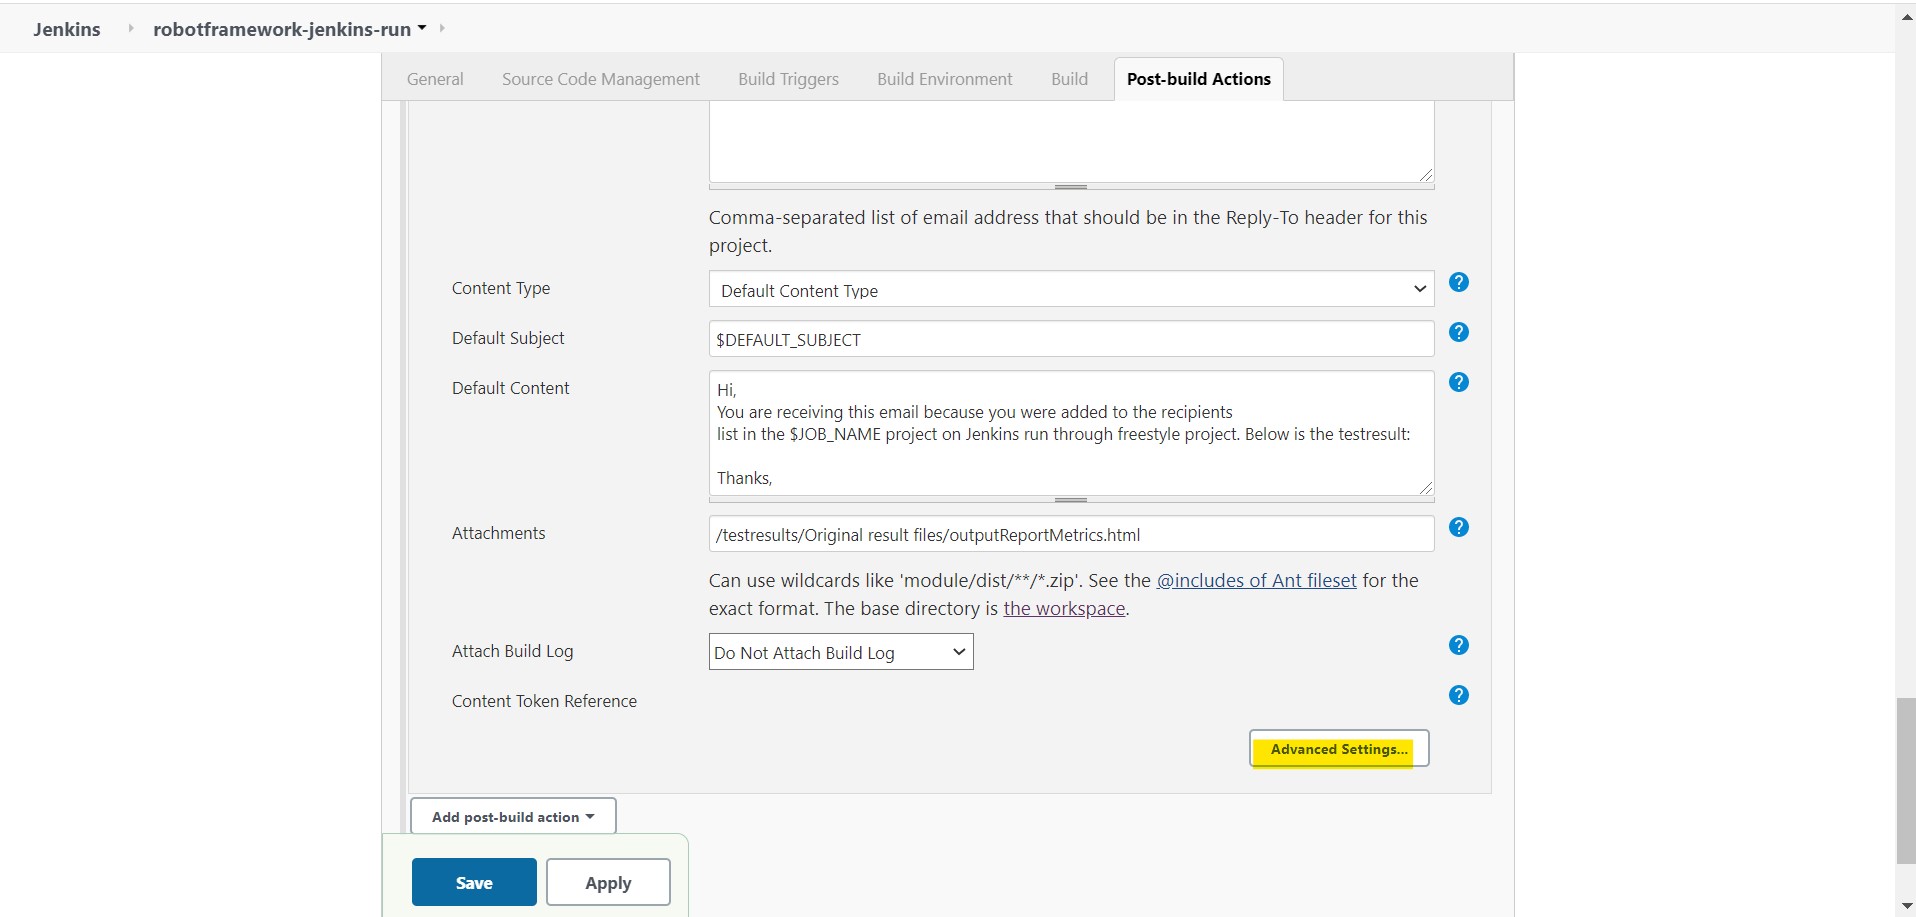 Jenkins robotframework-jenkins-run
General Source Code Management Build Triggers Build Environment Build Post-build Actions
Comma-separated list of email address that should be in the Reply-To header for this
project.
Content Type Default Content Type ?
Default Subject $DEFAULT_SUBJECT ?
Default Content Hi, ?
You are receiving this email because you were added to the recipients
list in the $JOB_NAME project on Jenkins run through freestyle project. Below is the testresult:
Thanks,
Attachments /testresults/Original result files/outputReportMetrics.html ?
Can use wildcards like 'module/dist/**/*.zip'. See the @includes of Ant fileset for the
exact format. The base directory is the workspace.
Attach Build Log Do Not Attach Build Log ?
Content Token Reference ?
Advanced Settings...
Add post-build action
Save Apply